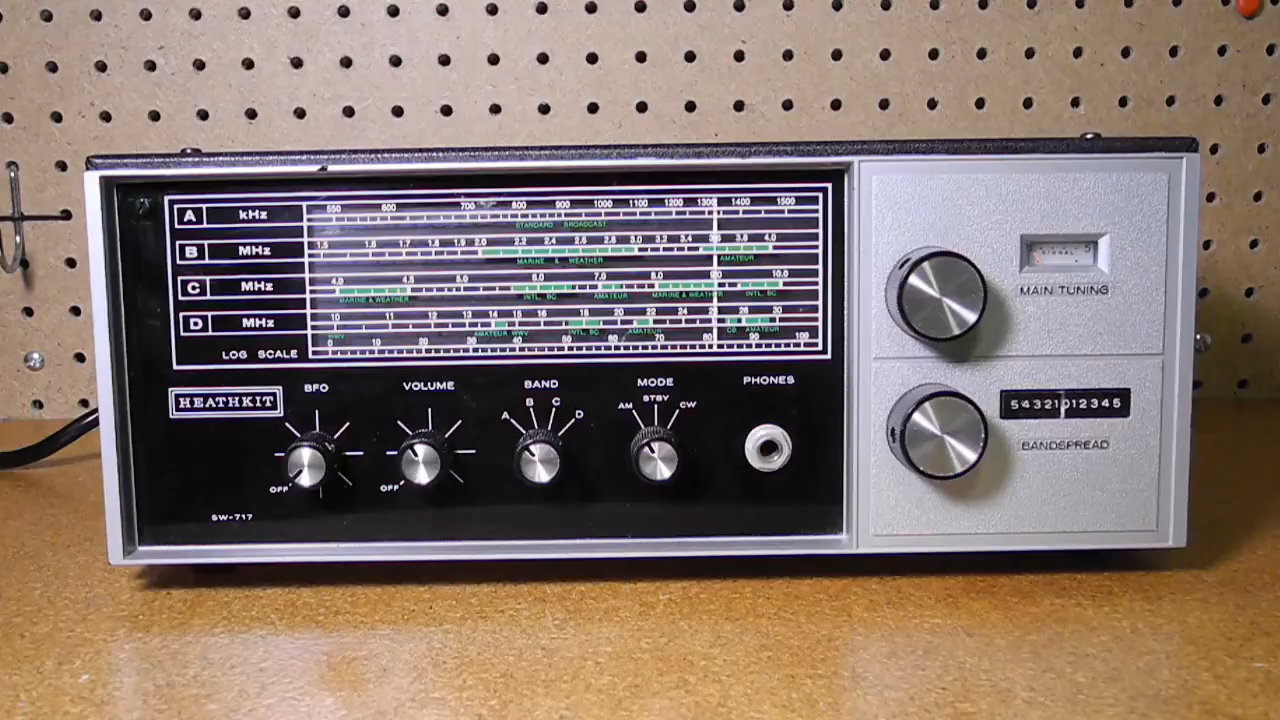 A kHz 550 600 700 800 900 1000 1100 1200 1300 1400 1500
STANDARD BROADCAST
B MHz 1.5 1.6 1.7 1.8 1.9 2.0 2.2 2.4 2.6 2.8 3.0 3.2 3.4 3.8 4.0
MARINE & WEATHER AMATEUR
C MHz 4.0 4.5 5.0 6.0 7.0 8.0 9.0 10.0
MARINE & WEATHER INTL. BC AMATEUR MARINE & WEATHER INTL. BC
D MHz 10 11 12 13 14 15 16 18 20 22 24 28 30
WWV AMATEUR WWV INTL. BC AMATEUR CB AMATEUR
LOG SCALE 0 10 20 30 40 50 60 70 80 90 100
SIGNAL 5
MAIN TUNING
HEATHKIT
BFO
OFF
VOLUME
OFF
BAND
A B C D
MODE
AM STBY CW
PHONES
54321012345
BANDSPREAD
SW-717